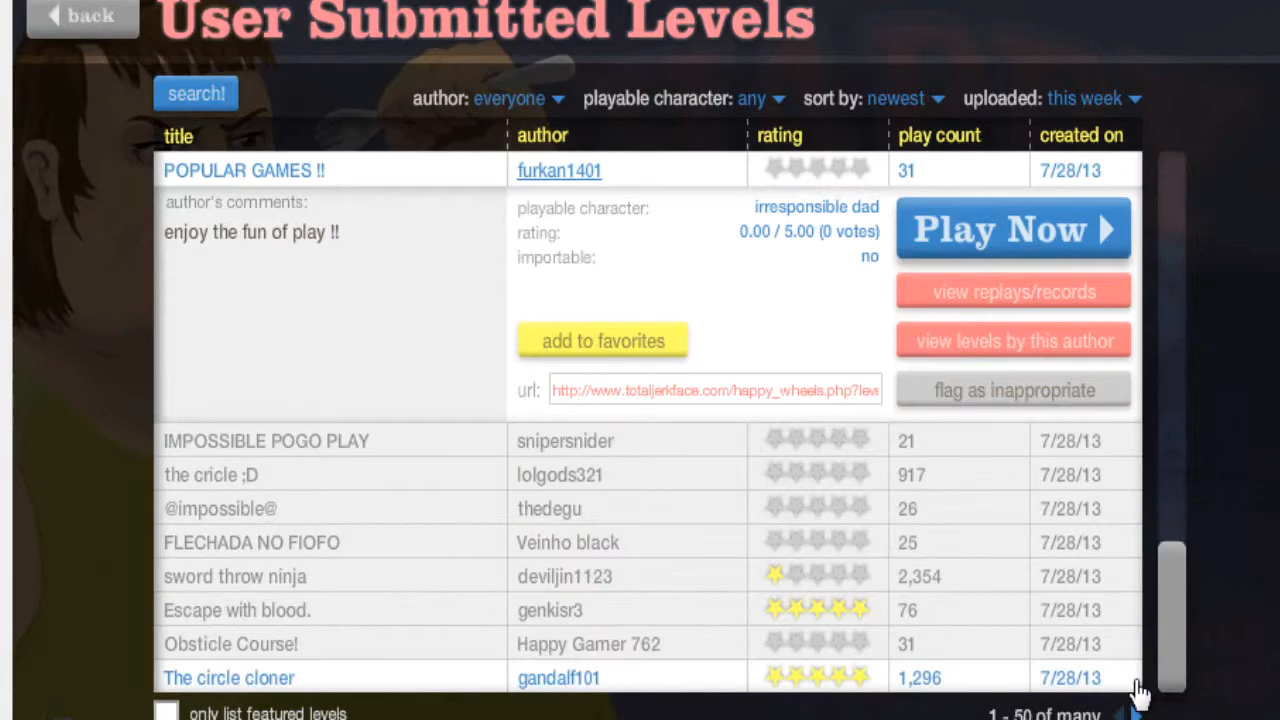 back
User Submitted Levels
search!
author: everyone playable character: any sort by: newest uploaded: this week
title author rating play count created on
POPULAR GAMES !! furkan1401 31 7/28/13
author's comments:
enjoy the fun of play !!
playable character: irresponsible dad
rating: 0.00 / 5.00 (0 votes)
importable: no
Play Now
view replays/records
add to favorites
view levels by this author
url: http://www.totaljerkface.com/happy_wheels.php?leve
flag as inappropriate
IMPOSSIBLE POGO PLAY snipersnider 21 7/28/13
the cricle ;D lolgods321 917 7/28/13
@impossible@ thedegu 26 7/28/13
FLECHADA NO FIOFO Veinho black 25 7/28/13
sword throw ninja deviljin1123 2,354 7/28/13
Escape with blood. genkisr3 76 7/28/13
Obsticle Course! Happy Gamer 762 31 7/28/13
The circle cloner gandalf101 1,296 7/28/13
only list featured levels 1 - 50 of many